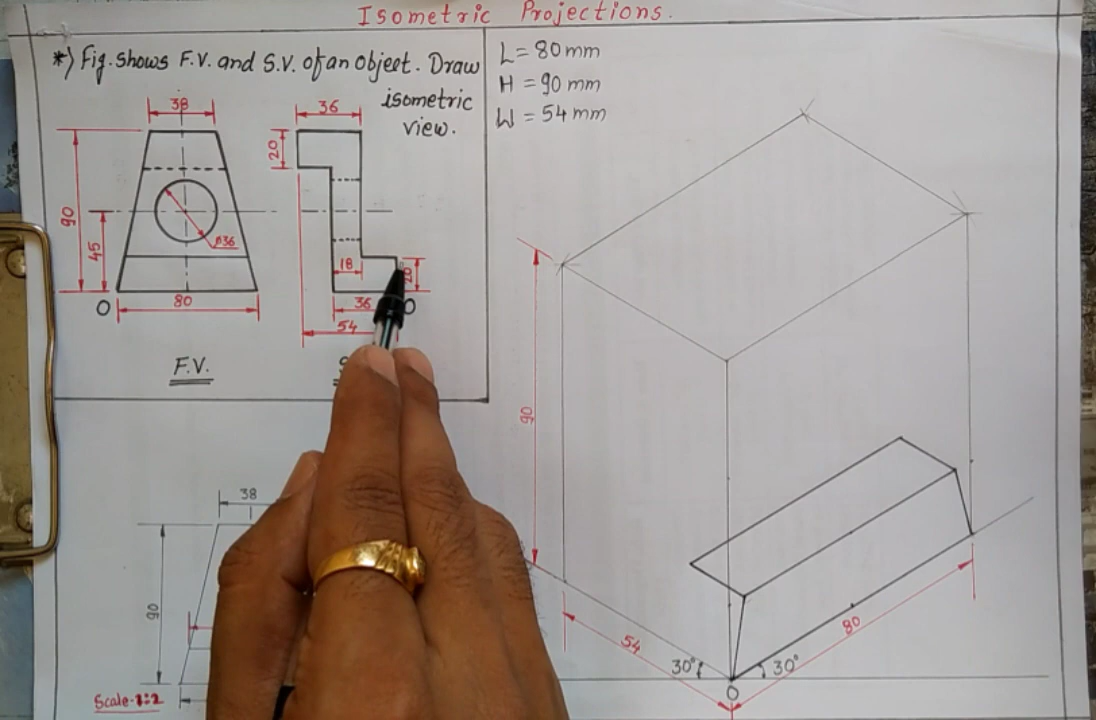 Isometric Projections.
*) Fig. shows F.V. and S.V. of an object. Draw
isometric
view.
L = 80 mm
H = 90 mm
W = 54 mm
38
36
20
90
45
Ø36
18
20
80
36
54
O
O
F.V.
38
90
Scale-1:2
90
54
80
30°
30°
O